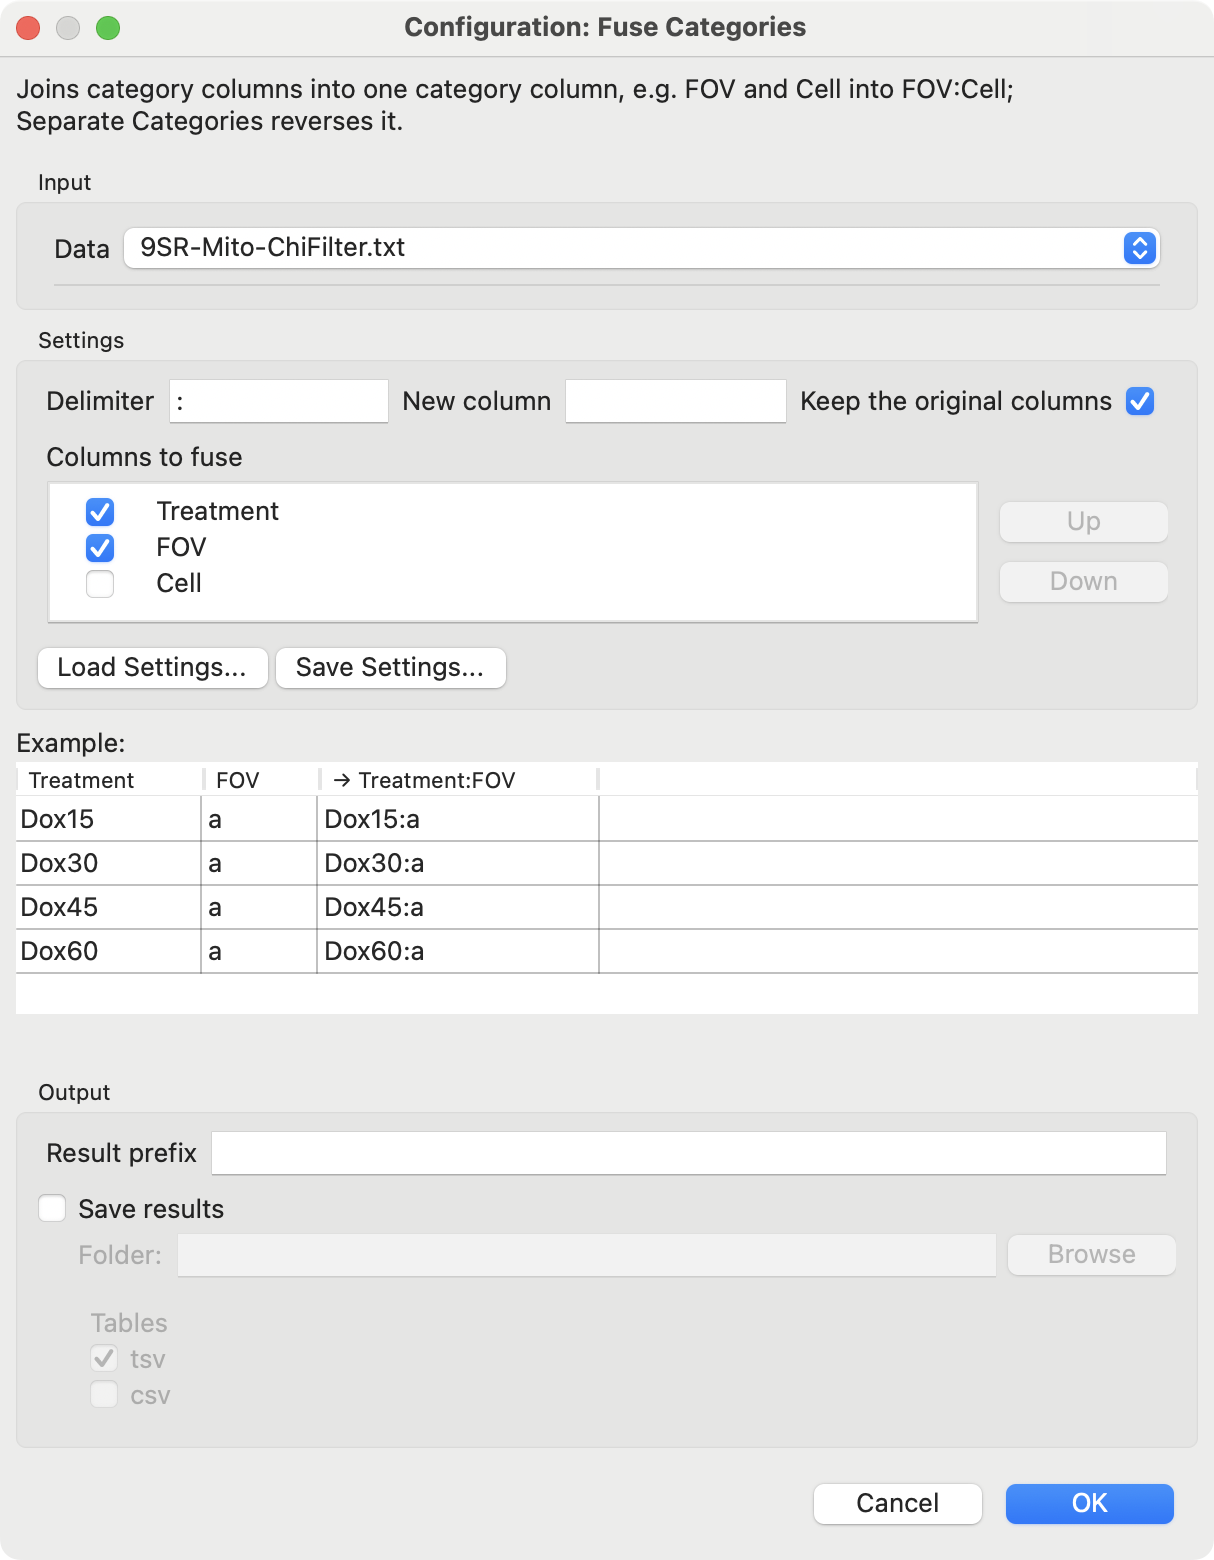 Configuration: Fuse Categories
Joins category columns into one category column, e.g. FOV and Cell into FOV:Cell;
Separate Categories reverses it.
Input
Data 9SR-Mito-ChiFilter.txt
Settings
Delimiter : New column Keep the original columns
Columns to fuse
Treatment
FOV
Cell
Up
Down
Load Settings... Save Settings...
Example:
Treatment FOV → Treatment:FOV
Dox15 a Dox15:a
Dox30 a Dox30:a
Dox45 a Dox45:a
Dox60 a Dox60:a
Output
Result prefix
Save results
Folder: Browse
Tables
tsv
csv
Cancel OK